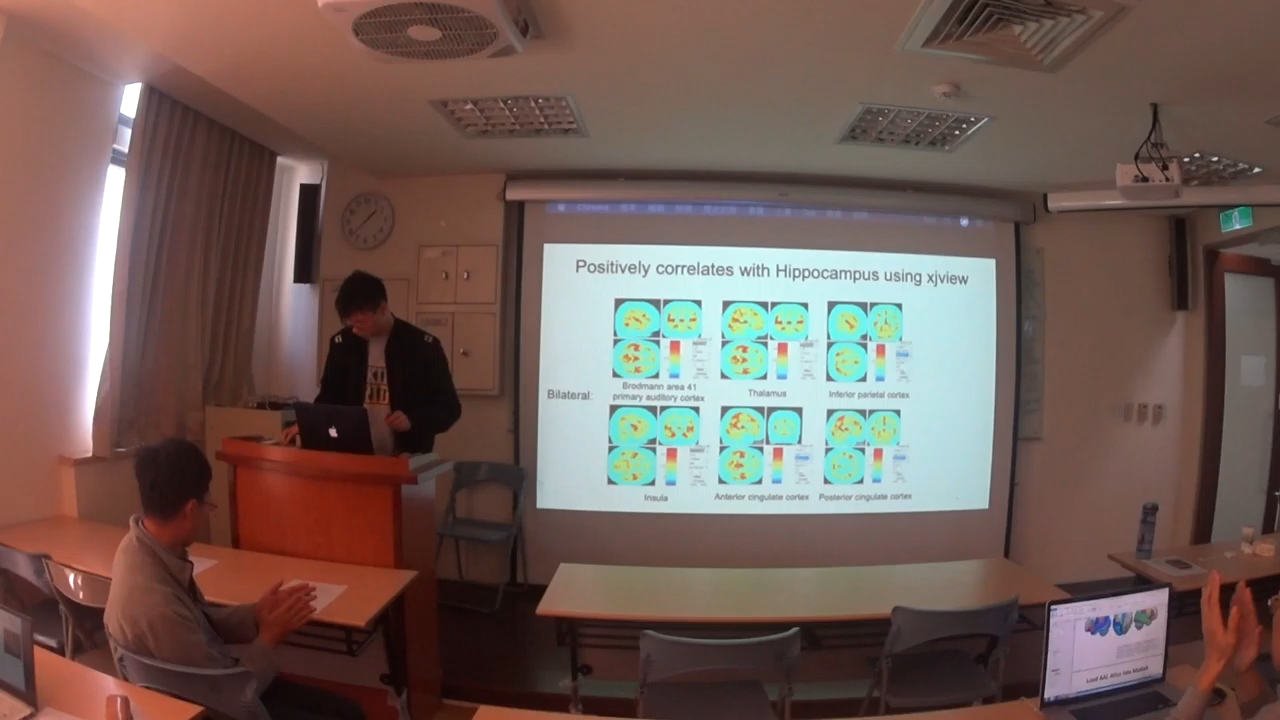 Positively correlates with Hippocampus using xjview
Bilateral:
Brodmann area 41
primary auditory cortex
Thalamus
Inferior parietal cortex
Insula
Anterior cingulate cortex
Posterior cingulate cortex
Load AAL Atlas into Matlab